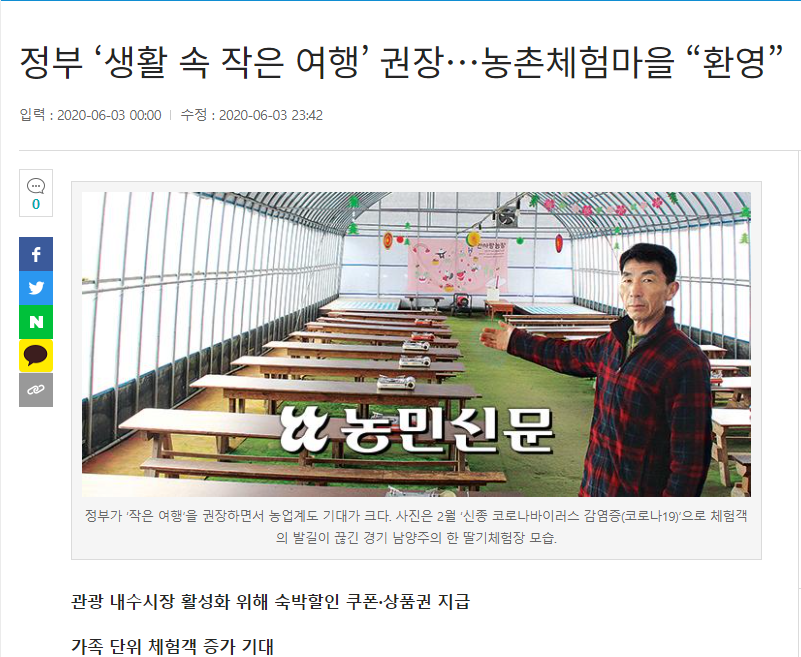 정부 ‘생활 속 작은 여행’ 권장…농촌체험마을 “환영”
입력 : 2020-06-03 00:00 | 수정 : 2020-06-03 23:42
0
농민신문
정부가 ‘작은 여행’을 권장하면서 농업계도 기대가 크다. 사진은 2월 ‘신종 코로나바이러스 감염증(코로나19)’으로 체험객
의 발길이 끊긴 경기 남양주의 한 딸기체험장 모습.
관광 내수시장 활성화 위해 숙박할인 쿠폰·상품권 지급
가족 단위 체험객 증가 기대